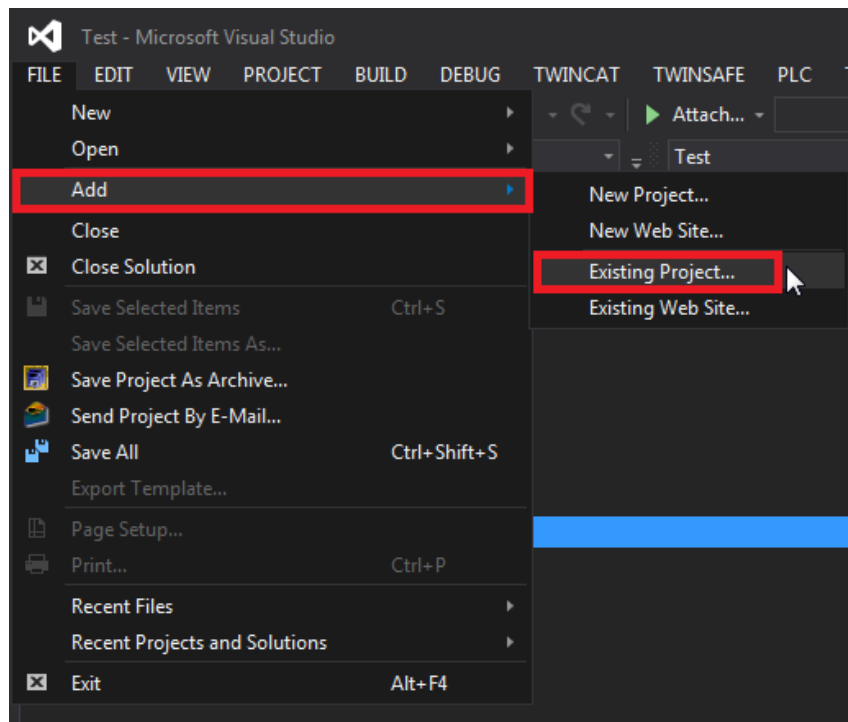 Test - Microsoft Visual Studio
FILE EDIT VIEW PROJECT BUILD DEBUG TWINCAT TWINSAFE PLC
New
Attach...
Open
Test
Add
New Project...
Close
New Web Site...
Close Solution
Existing Project...
Save Selected Items Ctrl+S
Existing Web Site...
Save Selected Items As...
Save Project As Archive...
Send Project By E-Mail...
Save All Ctrl+Shift+S
Export Template...
Page Setup...
Print... Ctrl+P
Recent Files
Recent Projects and Solutions
Exit Alt+F4